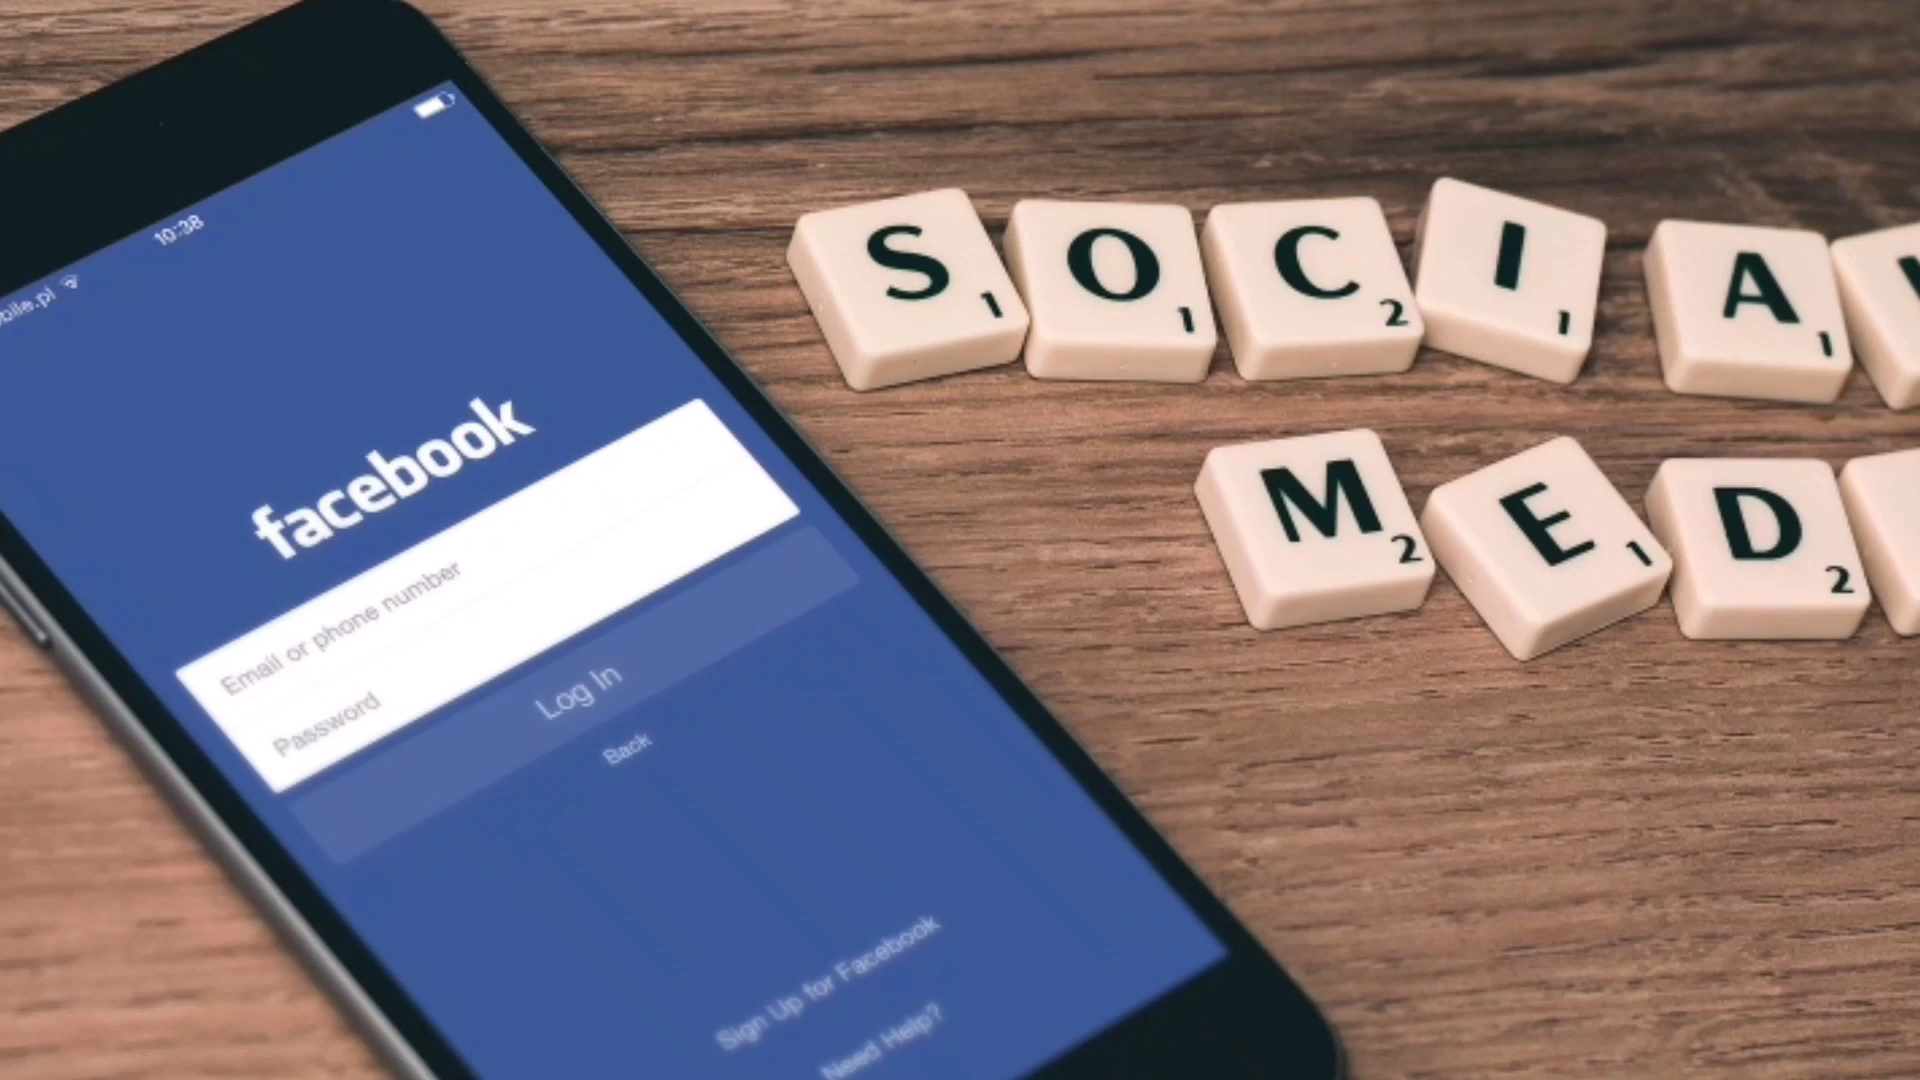 10:38
facebook
Email or phone number
Password
Log In
Back
Sign Up for Facebook
Need Help?
S1 O1 C2 I1 A1
M2 E1 D2